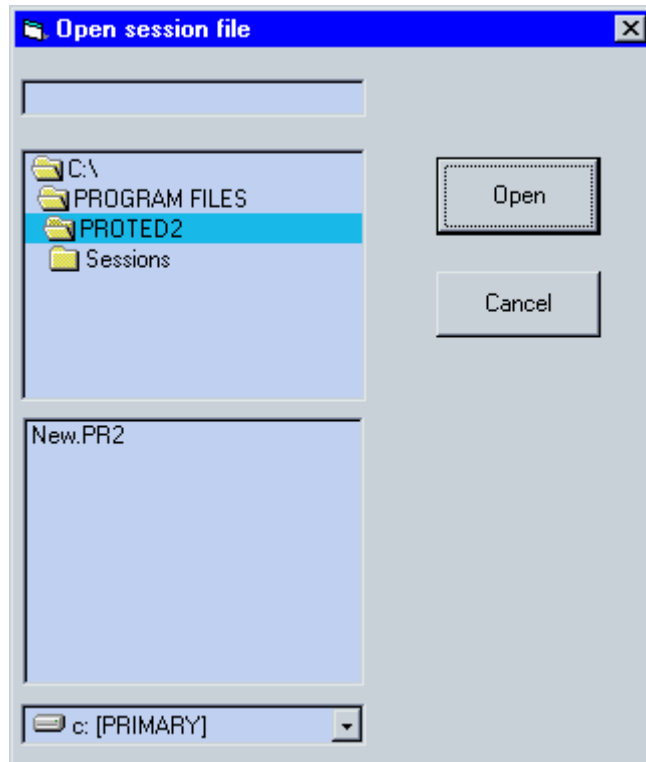 Open session file
C:\
PROGRAM FILES
PROTED2
Sessions
Open
Cancel
New.PR2
c: [PRIMARY]